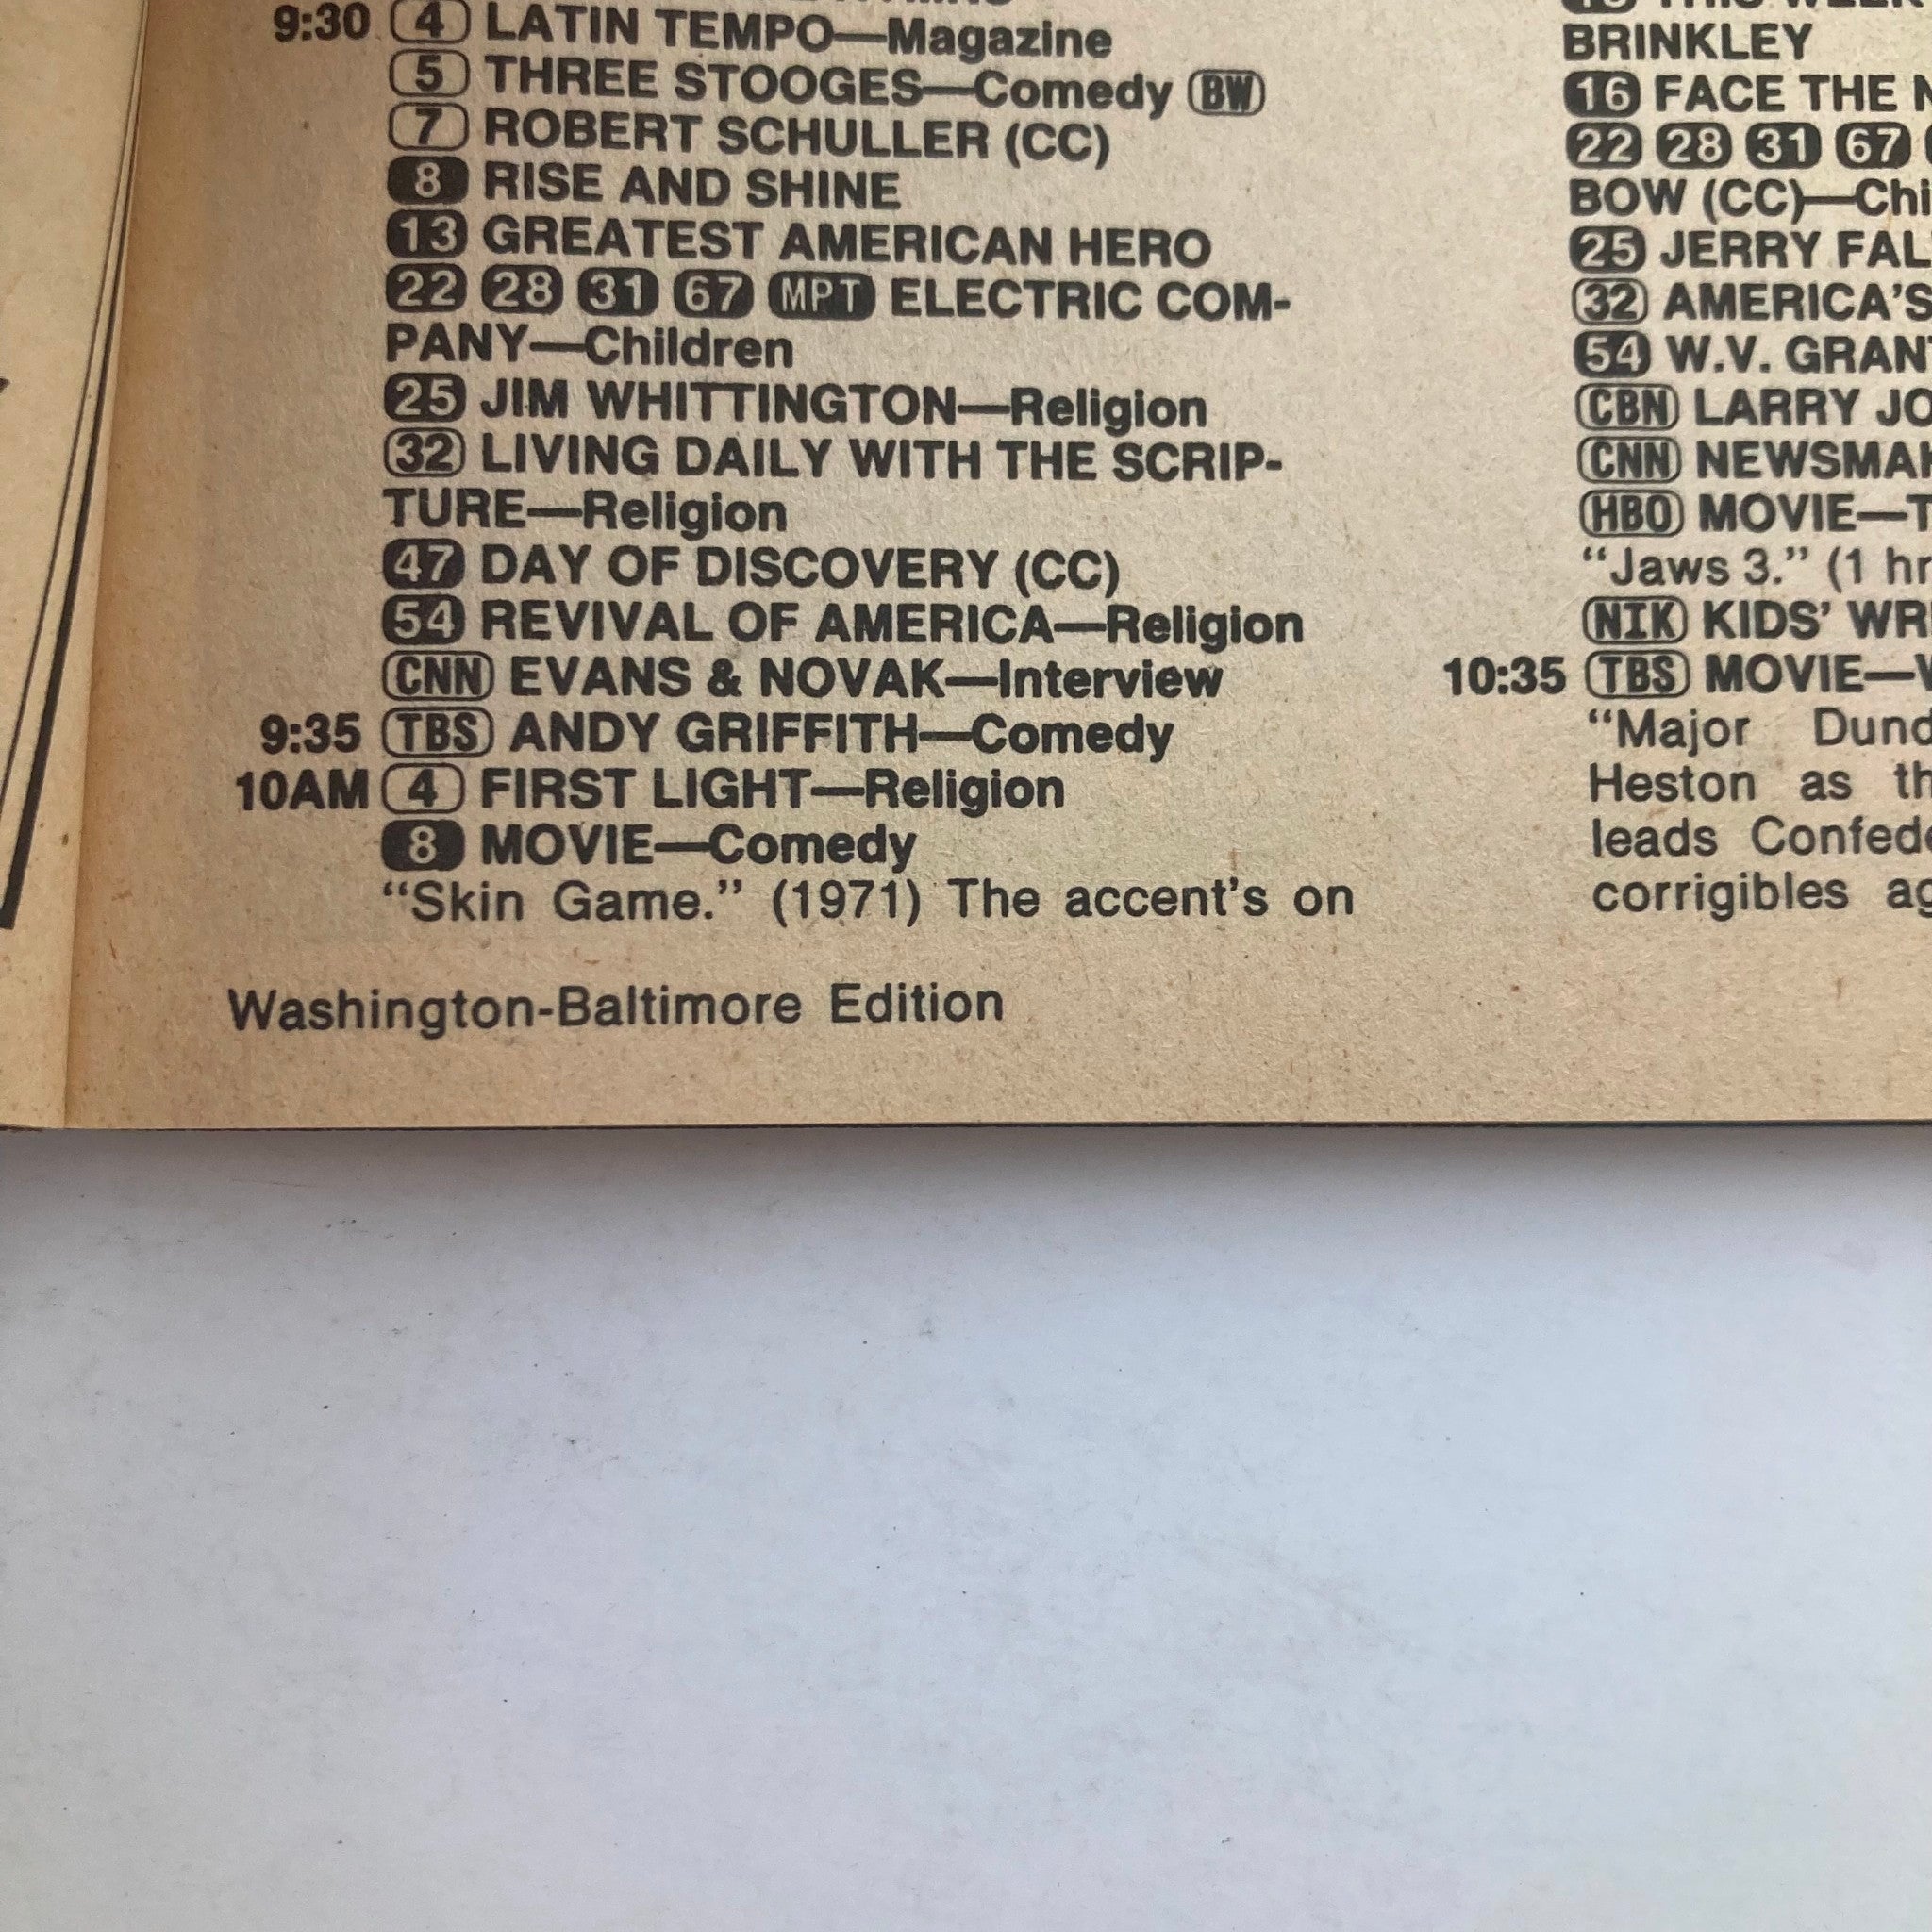 9:30 4 LATIN TEMPO—Magazine
5 THREE STOOGES—Comedy BW
7 ROBERT SCHULLER (CC)
8 RISE AND SHINE
13 GREATEST AMERICAN HERO
22 28 31 67 MPT ELECTRIC COM-
PANY—Children
25 JIM WHITTINGTON—Religion
32 LIVING DAILY WITH THE SCRIP-
TURE—Religion
47 DAY OF DISCOVERY (CC)
54 REVIVAL OF AMERICA—Religion
CNN EVANS & NOVAK—Interview
9:35 TBS ANDY GRIFFITH—Comedy
10AM 4 FIRST LIGHT—Religion
8 MOVIE—Comedy
“Skin Game.” (1971) The accent's on
Washington-Baltimore Edition
THIS WEEK
BRINKLEY
16 FACE THE
22 28 31 67
BOW (CC)—Chi
25 JERRY FAL
32 AMERICA'S
54 W.V. GRAN
CBN LARRY JO
CNN NEWSMA
HBO MOVIE—T
“Jaws 3.” (1 hr
NIK KIDS' WR
10:35 TBS MOVIE—
“Major Dund
Heston as th
leads Confed
corrigibles ag